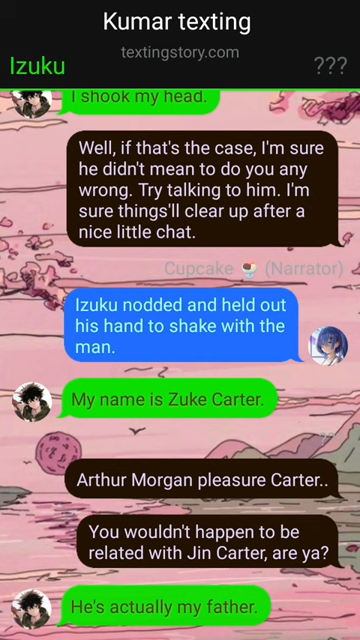 Kumar texting
textingstory.com
Izuku
???
I shook my head.
Well, if that's the case, I'm sure
he didn't mean to do you any
wrong. Try talking to him. I'm
sure things'll clear up after a
nice little chat.
Cupcake 🍨 (Narrator)
Izuku nodded and held out
his hand to shake with the
man.
My name is Zuke Carter.
???
Arthur Morgan pleasure Carter..
You wouldn't happen to be
related with Jin Carter, are ya?
He's actually my father.